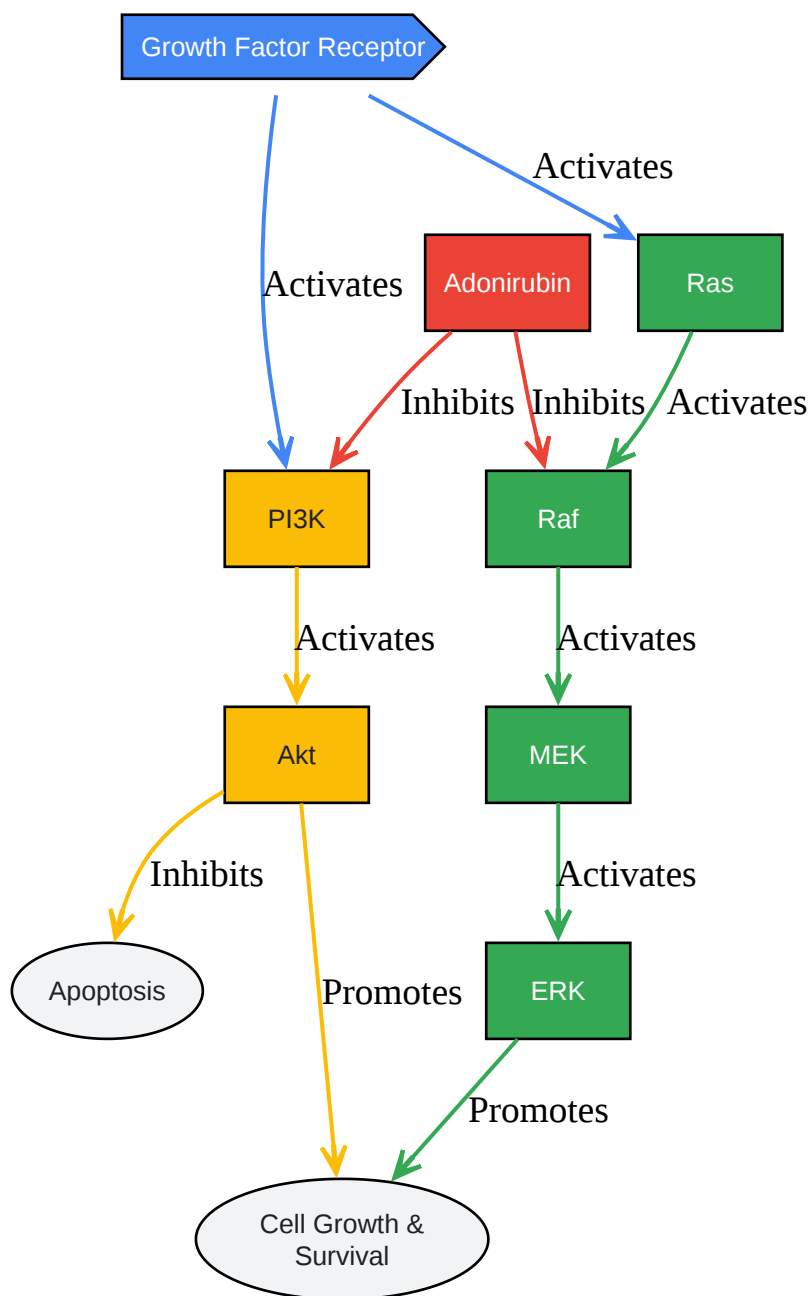 Growth Factor Receptor
Activates
Activates
Adonirubin
Ras
Inhibits
Inhibits
Activates
PI3K
Raf
Activates
Activates
Akt
MEK
Inhibits
Activates
Apoptosis
Promotes
ERK
Promotes
Cell Growth &
Survival